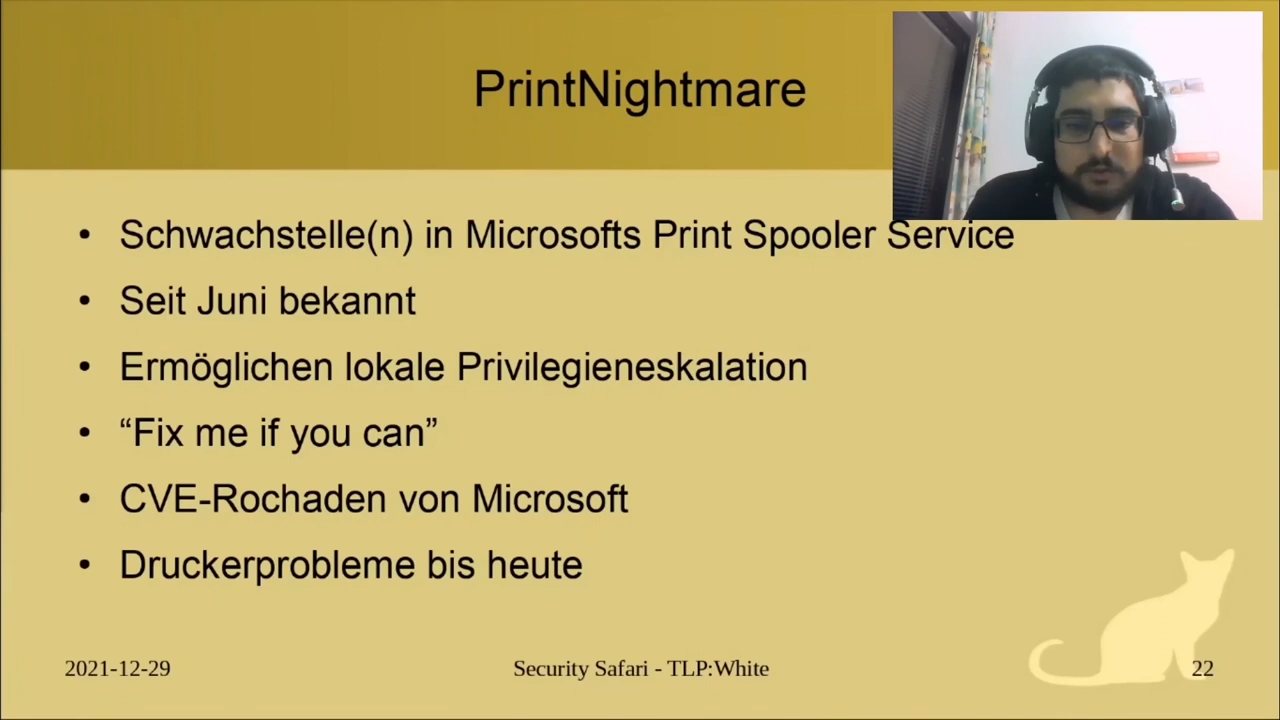 PrintNightmare
• Schwachstelle(n) in Microsofts Print Spooler Service
• Seit Juni bekannt
• Ermöglichen lokale Privilegieneskalation
• “Fix me if you can”
• CVE-Rochaden von Microsoft
• Druckerprobleme bis heute
2021-12-29
Security Safari - TLP:White
22